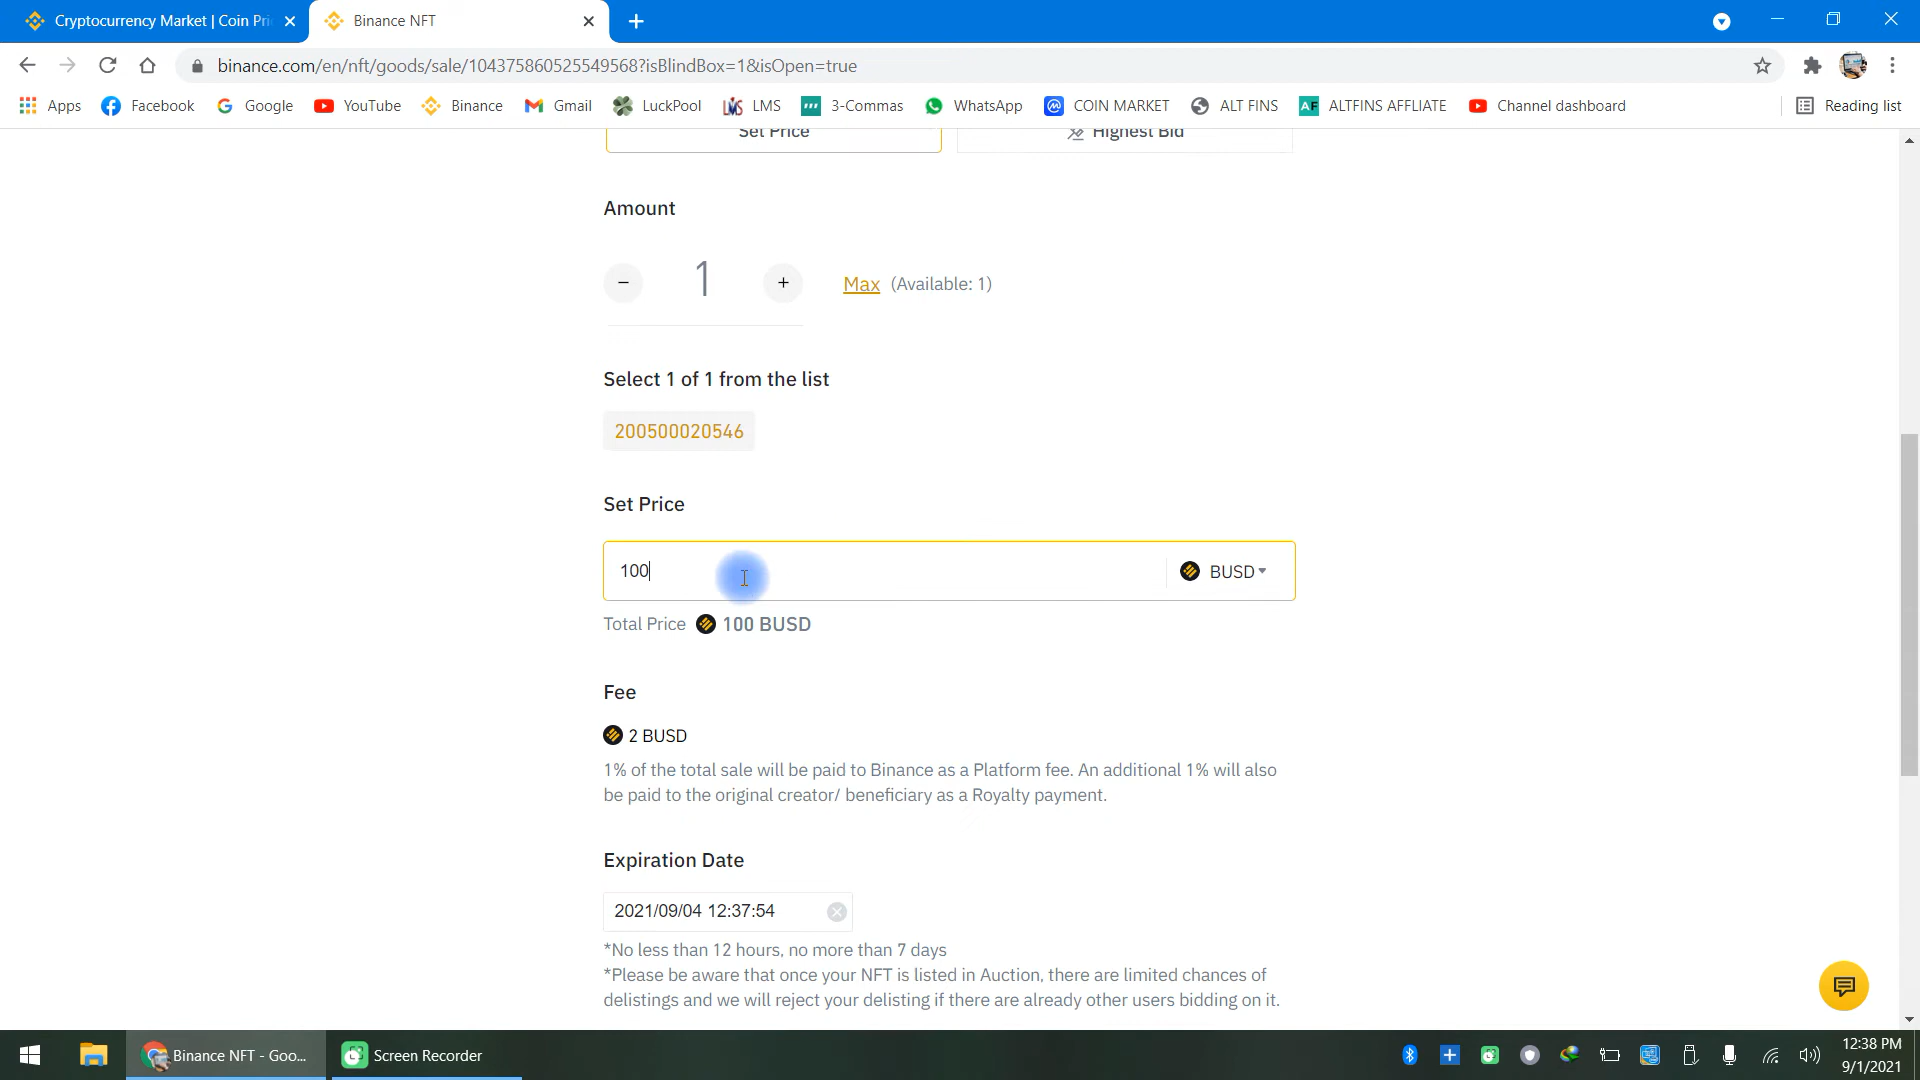 Cryptocurrency Market | Coin Pri
Binance NFT
binance.com/en/nft/goods/sale/104375860525549568?isBlindBox=1&isOpen=true
Apps Facebook Google YouTube Binance Gmail LuckPool LMS 3-Commas WhatsApp COIN MARKET ALT FINS ALTFINS AFFLIATE Channel dashboard Reading list
Set Price Highest Bid
Amount
− 1 + Max (Available: 1)
Select 1 of 1 from the list
200500020546
Set Price
100 BUSD
Total Price 100 BUSD
Fee
2 BUSD
1% of the total sale will be paid to Binance as a Platform fee. An additional 1% will also
be paid to the original creator/ beneficiary as a Royalty payment.
Expiration Date
2021/09/04 12:37:54
*No less than 12 hours, no more than 7 days
*Please be aware that once your NFT is listed in Auction, there are limited chances of
delistings and we will reject your delisting if there are already other users bidding on it.
Binance NFT - Goo...
Screen Recorder
12:38 PM
9/1/2021